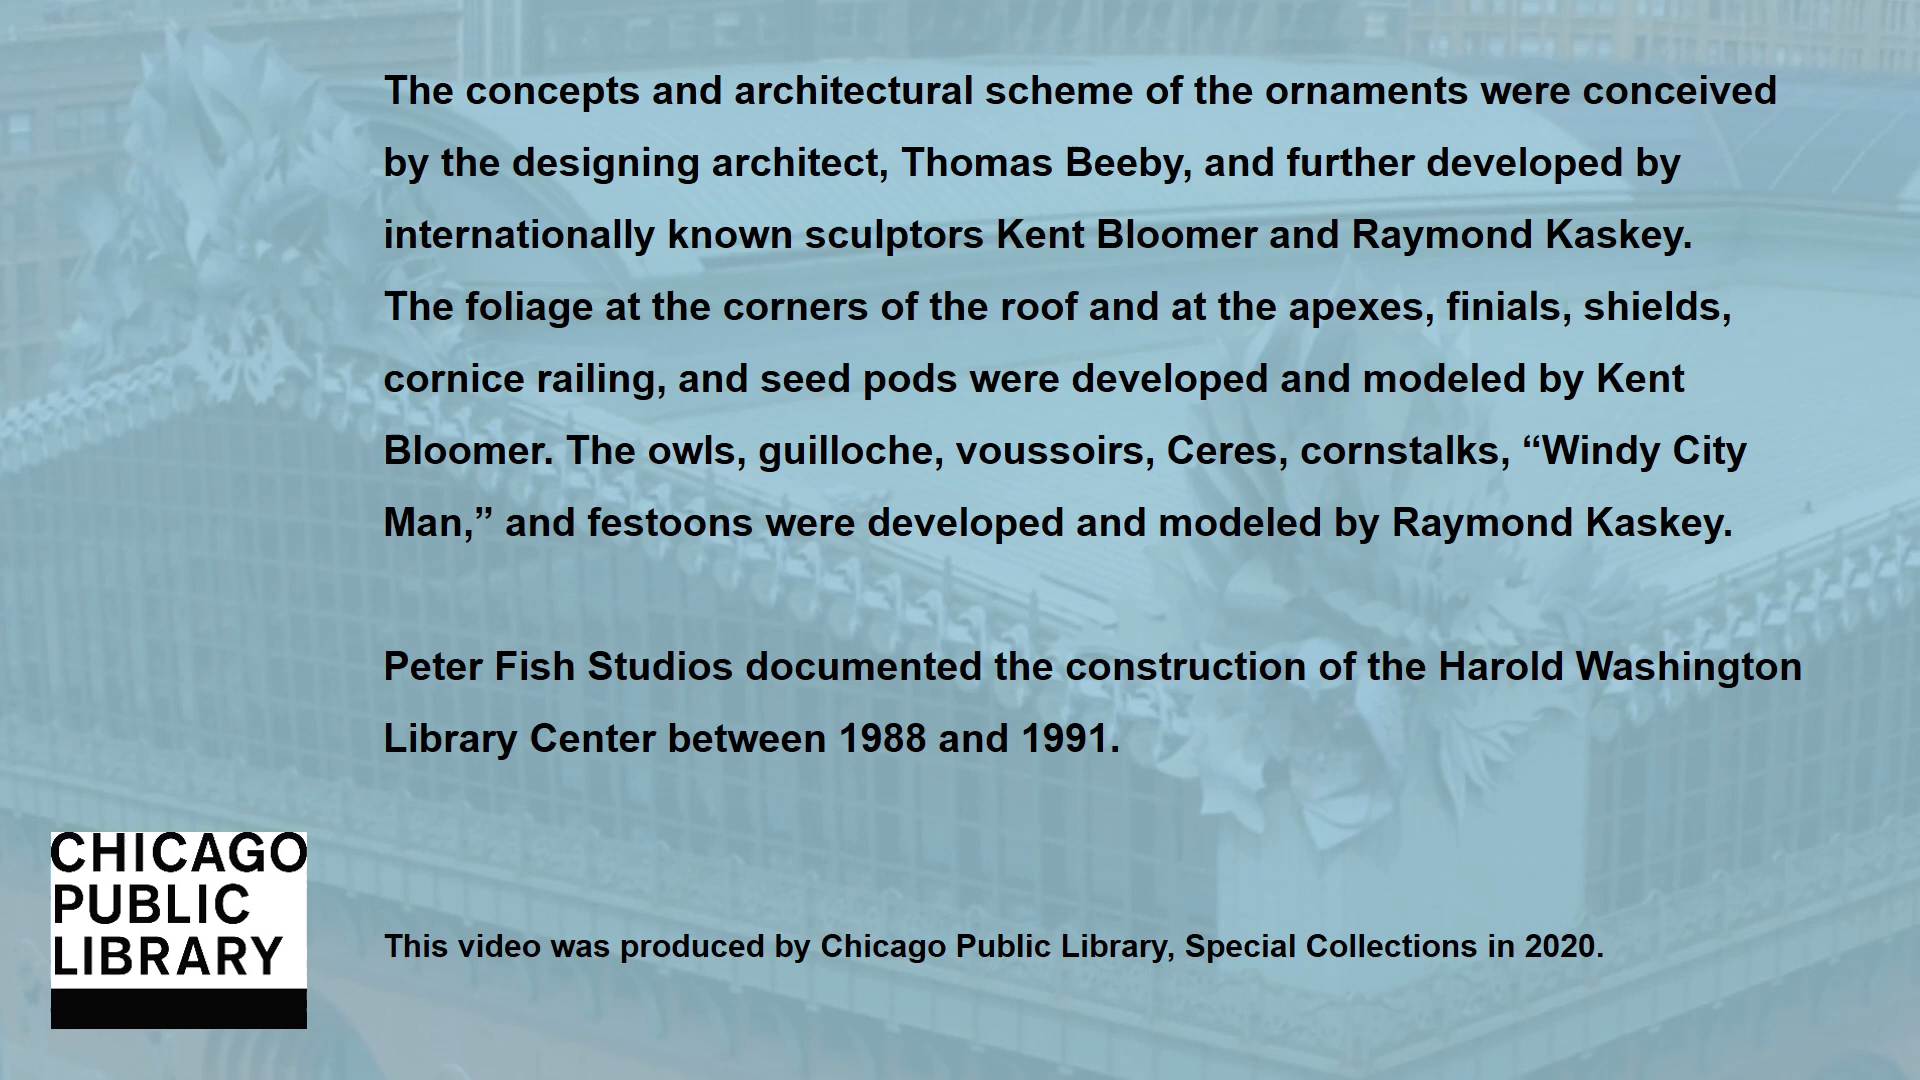 The concepts and architectural scheme of the ornaments were conceived
by the designing architect, Thomas Beeby, and further developed by
internationally known sculptors Kent Bloomer and Raymond Kaskey.
The foliage at the corners of the roof and at the apexes, finials, shields,
cornice railing, and seed pods were developed and modeled by Kent
Bloomer. The owls, guilloche, voussoirs, Ceres, cornstalks, “Windy City
Man,” and festoons were developed and modeled by Raymond Kaskey.
Peter Fish Studios documented the construction of the Harold Washington
Library Center between 1988 and 1991.
CHICAGO
PUBLIC
LIBRARY
This video was produced by Chicago Public Library, Special Collections in 2020.